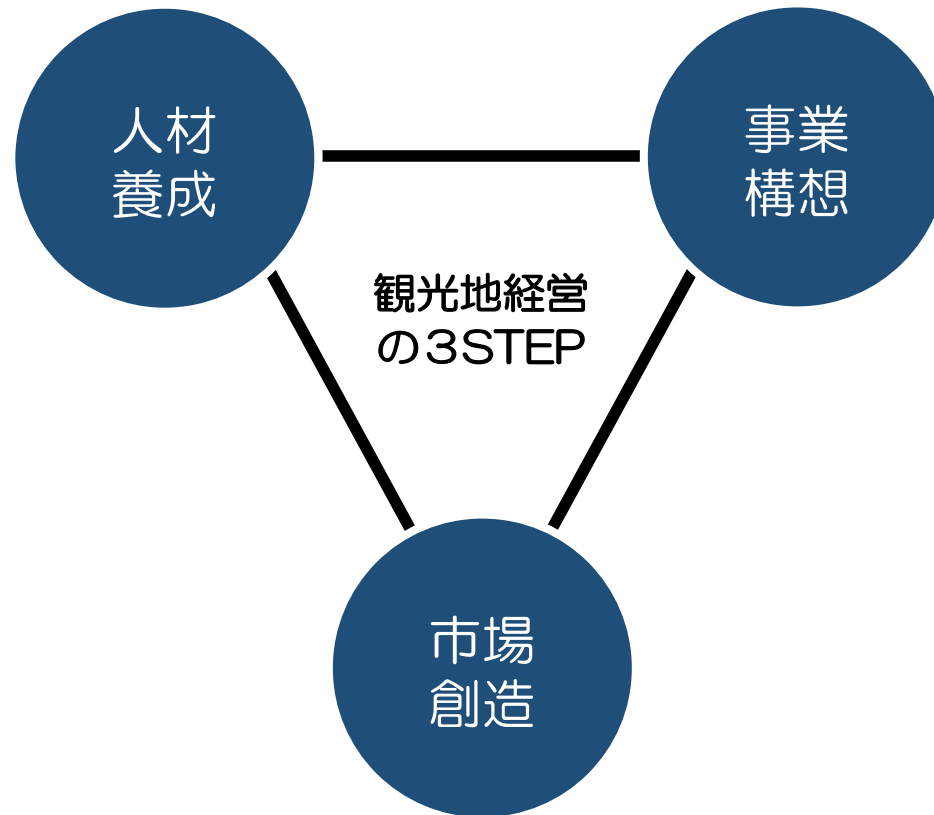 人材
養成
事業
構想
観光地経営
の3STEP
市場
創造